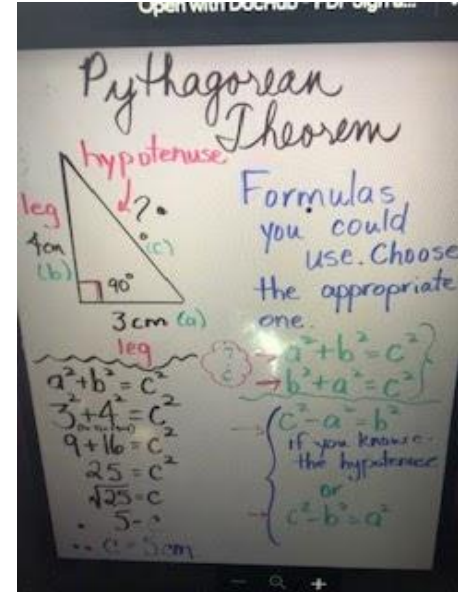 Open with DocHub - PDF Sign a...
Pythagorean
Theorem
hypotenuse
leg
?
4cm
(c)
(b)
90°
3cm (a)
leg
Formulas
you could
use. Choose
the appropriate
one.
? → a² + b² = c²
c → b² + a² = c²
a² + b² = c²
3² + 4² = c²
9 + 16 = c²
25 = c²
√25 = c
5 =
∴ c = 5cm
→ c² - a² = b²
if you know
the hypotenuse
or
→ c² - b² = a²